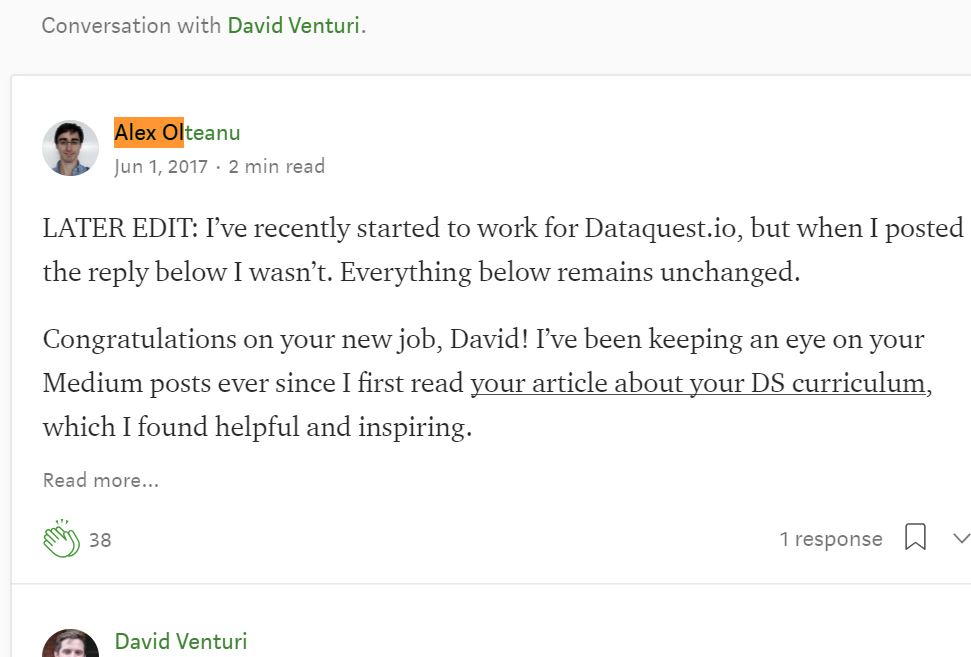 Conversation with David Venturi.
Alex Olteanu
Jun 1, 2017 · 2 min read
LATER EDIT: I’ve recently started to work for Dataquest.io, but when I posted
the reply below I wasn’t. Everything below remains unchanged.
Congratulations on your new job, David! I’ve been keeping an eye on your
Medium posts ever since I first read your article about your DS curriculum,
which I found helpful and inspiring.
Read more...
38
1 response
David Venturi